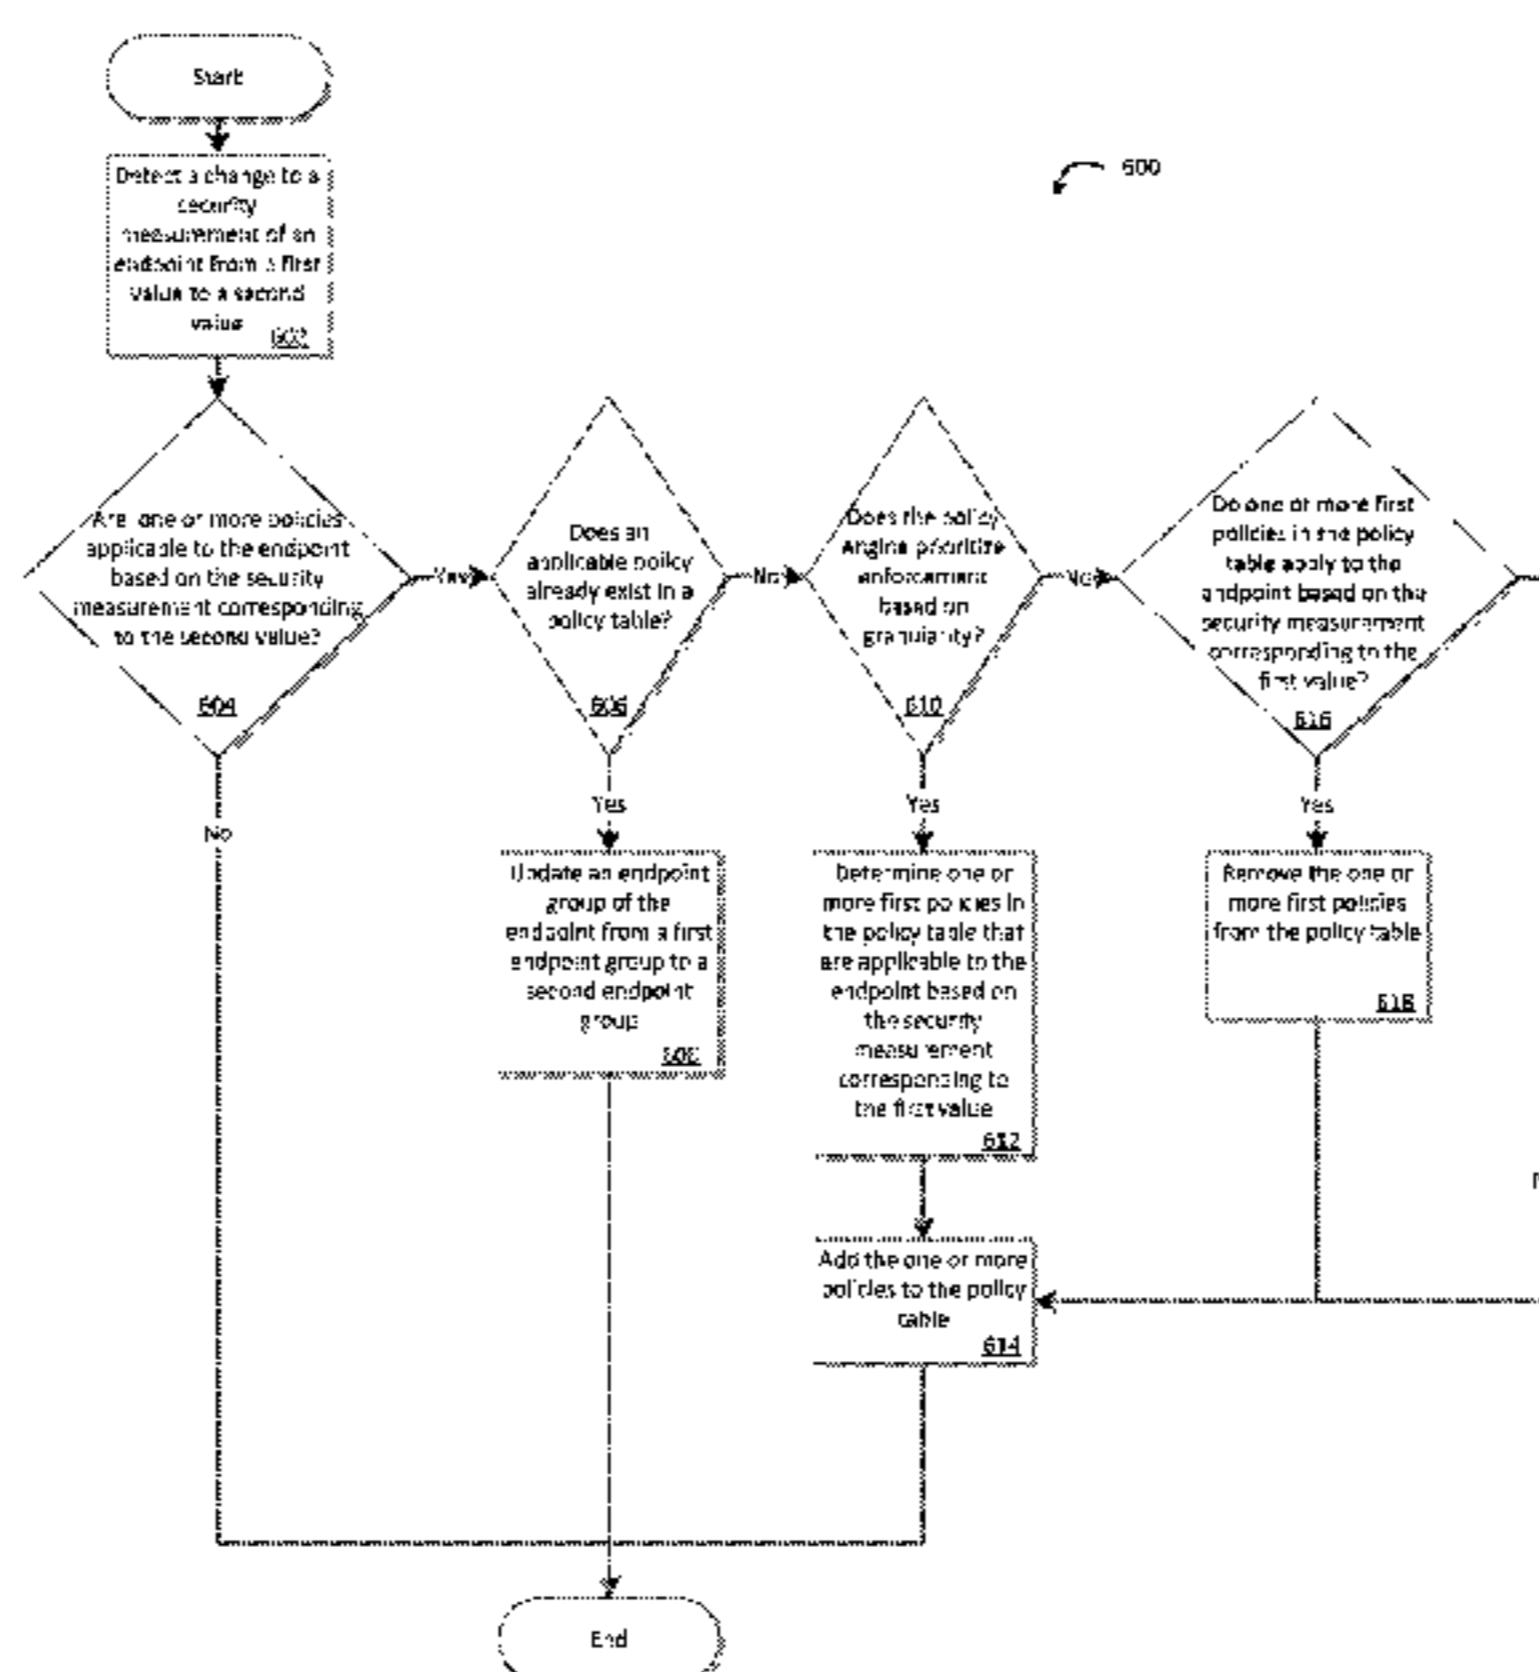 Start
600
Detect a change to a
security
measurement of an
endpoint from a first
value to a second
value
602
Are one or more policies
applicable to the endpoint
based on the security
measurement corresponding
to the second value?
604
Yes
No
Does an
applicable policy
already exist in a
policy table?
606
No
Yes
Does the policy
engine prioritize
enforcement
based on
granularity?
610
No
Yes
Do one or more first
policies in the policy
table apply to the
endpoint based on the
security measurement
corresponding to the
first value?
616
Yes
Update an endpoint
group of the
endpoint from a first
endpoint group to a
second endpoint
group
608
Determine one or
more first policies in
the policy table that
are applicable to the
endpoint based on
the security
measurement
corresponding to
the first value
612
Remove the one or
more first policies
from the policy table
618
Add the one or more
policies to the policy
table
614
End